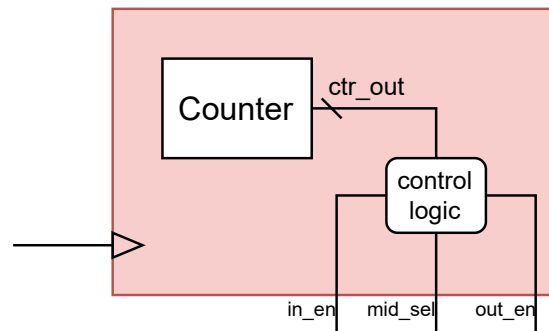 ctr_out
Counter
control
logic
in_en
mid_sel
out_en